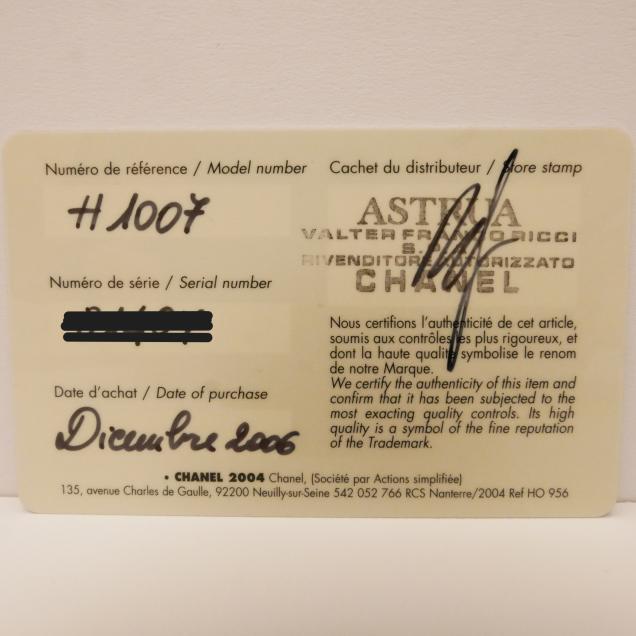 Numéro de référence / Model number
H 1007
Numéro de série / Serial number
Date d'achat / Date of purchase
Dicembre 2006
Cachet du distributeur / Store stamp
ASTRUA
VALTER FRANCO RICCI
S.P.A.
RIVENDITORE AUTORIZZATO
CHANEL
Nous certifions l'authenticité de cet article,
soumis aux contrôles les plus rigoureux, et
dont la haute qualité symbolise le renom
de notre Marque.
We certify the authenticity of this item and
confirm that it has been subjected to the
most exacting quality controls. Its high
quality is a symbol of the fine reputation
of the Trademark.
• CHANEL 2004 Chanel, (Société par Actions simplifiée)
135, avenue Charles de Gaulle, 92200 Neuilly-sur-Seine 542 052 766 RCS Nanterre/2004 Ref HO 956